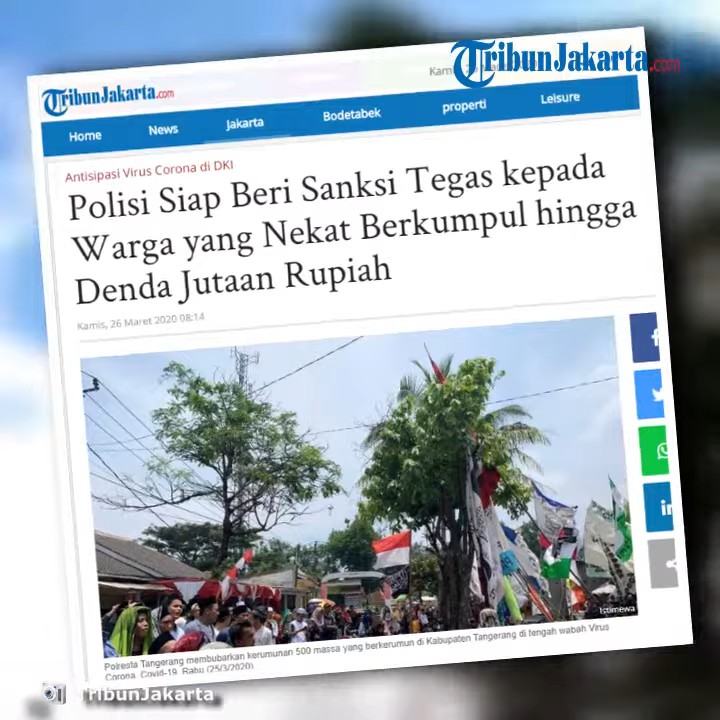 TribunJakarta.com
TribunJakarta.com
Kami
Home News Jakarta Bodetabek properti Leisure
Antisipasi Virus Corona di DKI
Polisi Siap Beri Sanksi Tegas kepada
Warga yang Nekat Berkumpul hingga
Denda Jutaan Rupiah
Kamis, 26 Maret 2020 08:14
Istimewa
Polresta Tangerang membubarkan kerumunan 500 massa yang berkerumun di Kabupaten Tangerang di tengah wabah Virus
Corona, Covid-19, Rabu (25/3/2020)
TribunJakarta